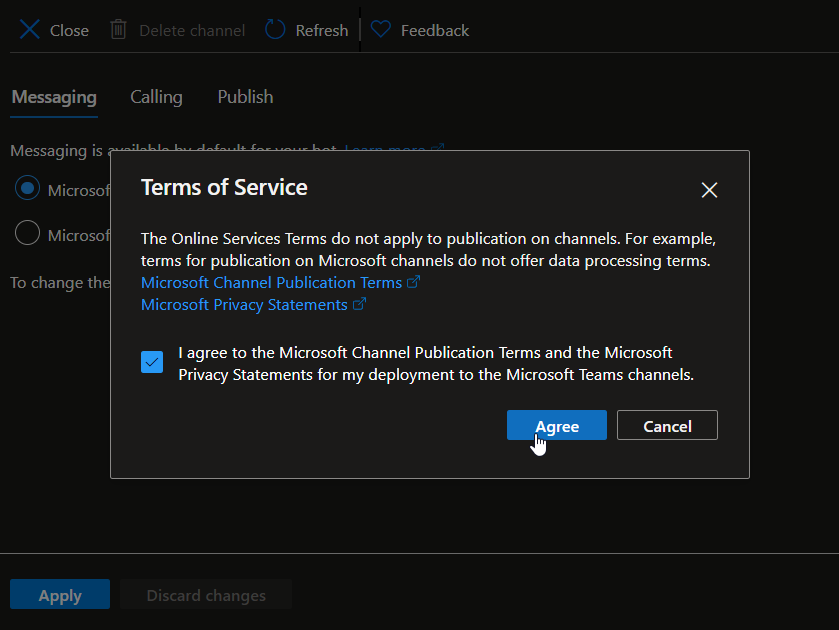 Close Delete channel Refresh Feedback
Messaging Calling Publish
Messaging is available by default for your bot. Learn more
Terms of Service
Microsof
The Online Services Terms do not apply to publication on channels. For example,
terms for publication on Microsoft channels do not offer data processing terms.
Microsof
Microsoft Channel Publication Terms
To change the
Microsoft Privacy Statements
I agree to the Microsoft Channel Publication Terms and the Microsoft
Privacy Statements for my deployment to the Microsoft Teams channels.
Agree Cancel
Apply Discard changes